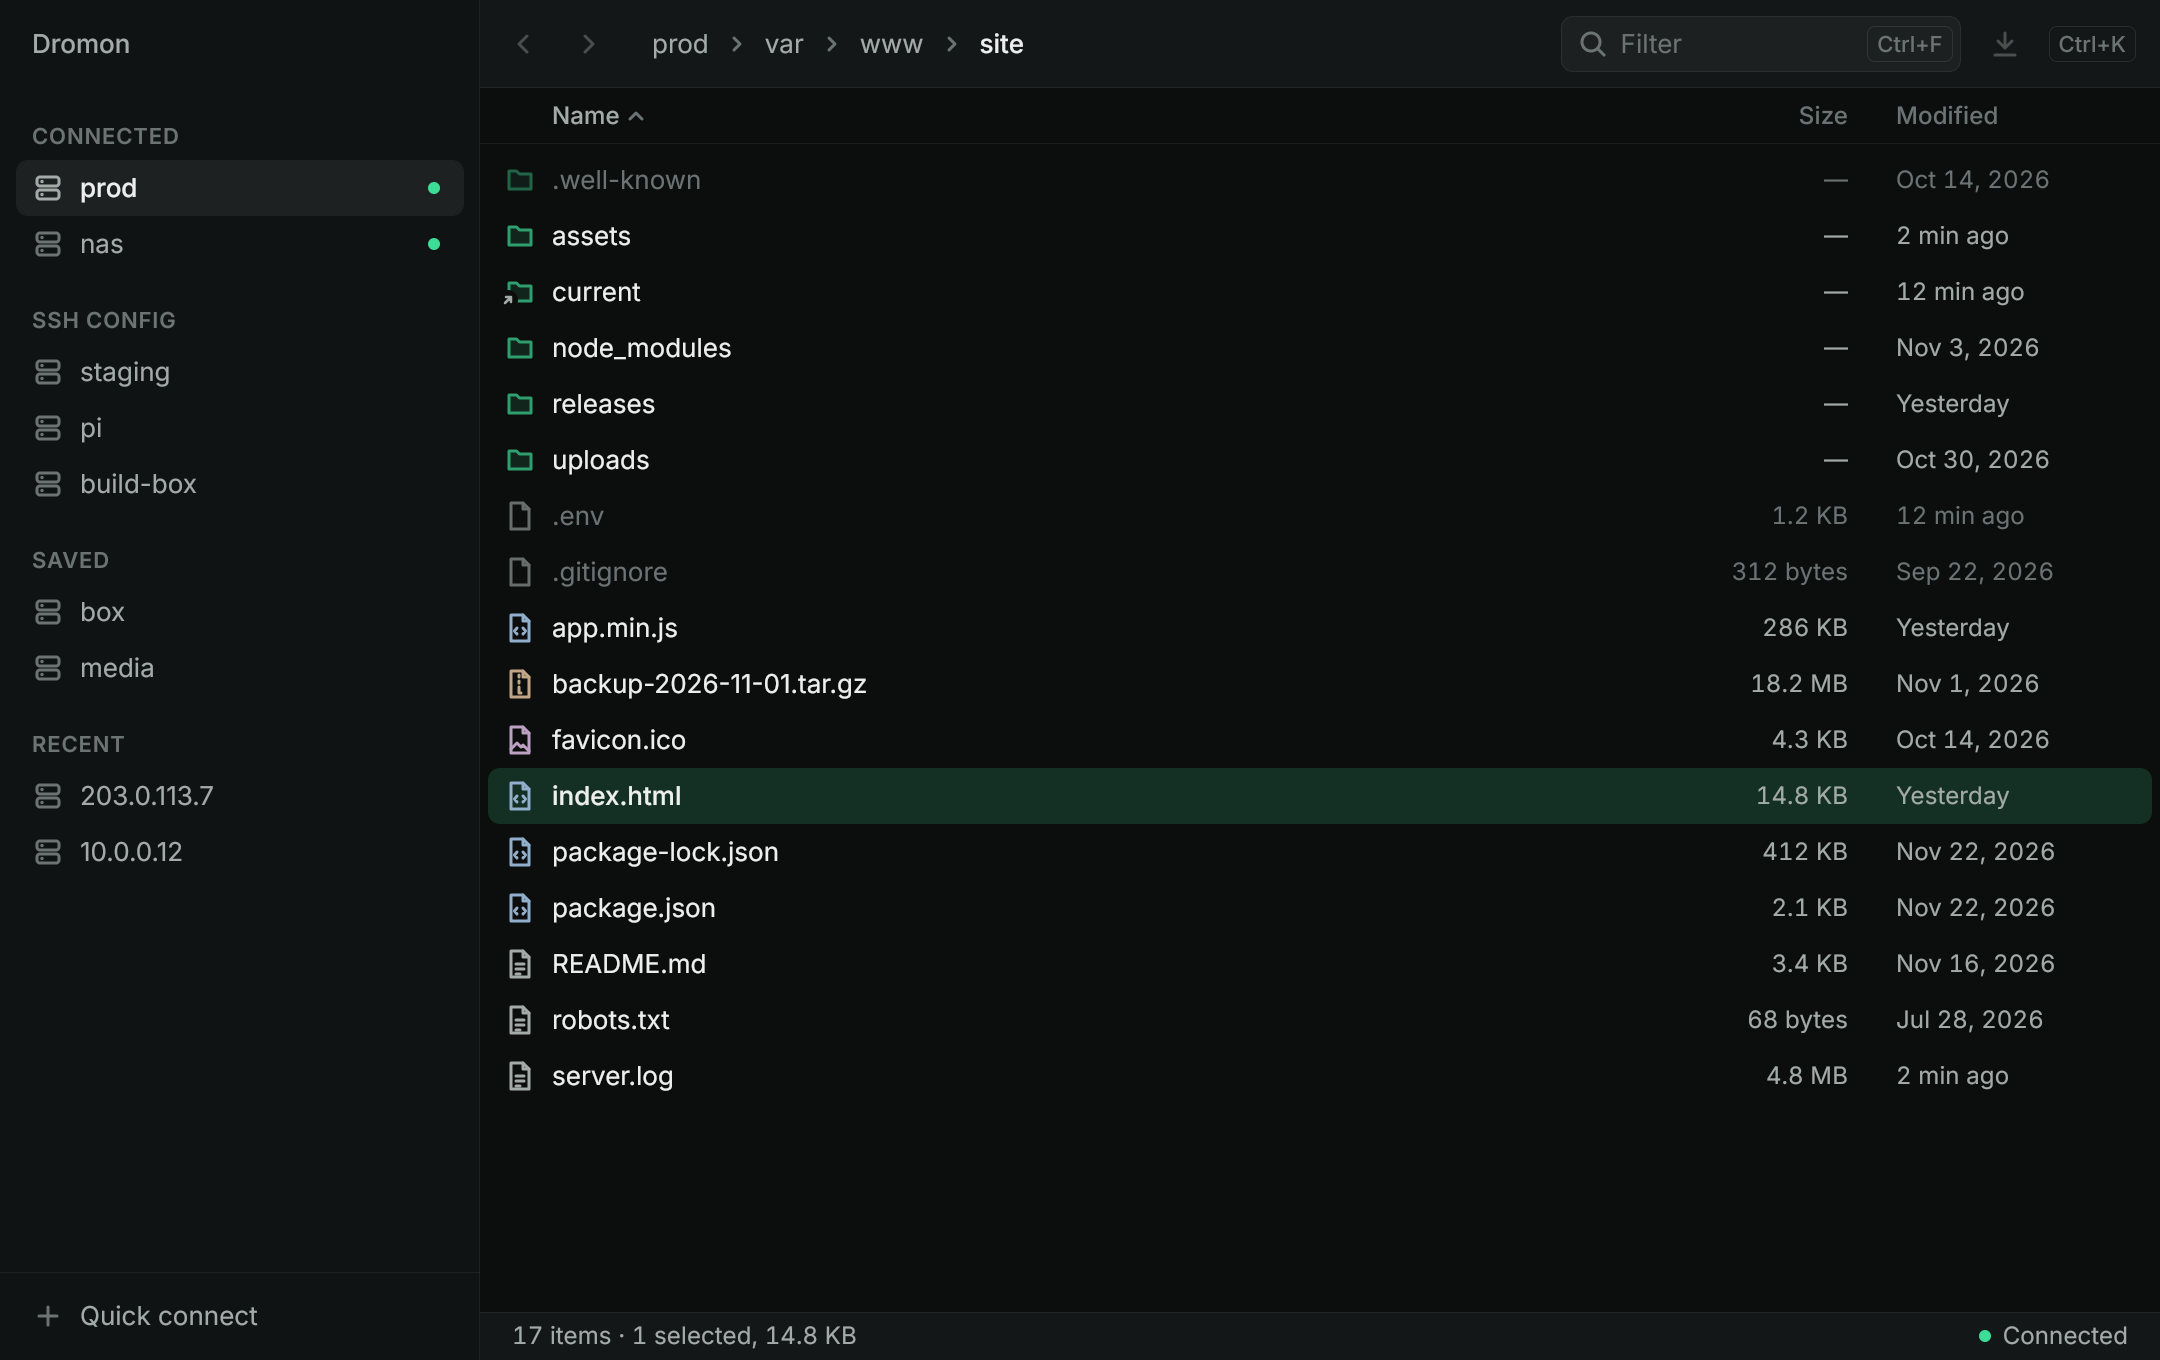 Dromon
CONNECTED
prod
nas
SSH CONFIG
staging
pi
build-box
SAVED
box
media
RECENT
203.0.113.7
10.0.0.12
Quick connect
prod var www site
Filter Ctrl+F Ctrl+K
Name Size Modified
.well-known — Oct 14, 2026
assets — 2 min ago
current — 12 min ago
node_modules — Nov 3, 2026
releases — Yesterday
uploads — Oct 30, 2026
.env 1.2 KB 12 min ago
.gitignore 312 bytes Sep 22, 2026
app.min.js 286 KB Yesterday
backup-2026-11-01.tar.gz 18.2 MB Nov 1, 2026
favicon.ico 4.3 KB Oct 14, 2026
index.html 14.8 KB Yesterday
package-lock.json 412 KB Nov 22, 2026
package.json 2.1 KB Nov 22, 2026
README.md 3.4 KB Nov 16, 2026
robots.txt 68 bytes Jul 28, 2026
server.log 4.8 MB 2 min ago
17 items · 1 selected, 14.8 KB Connected